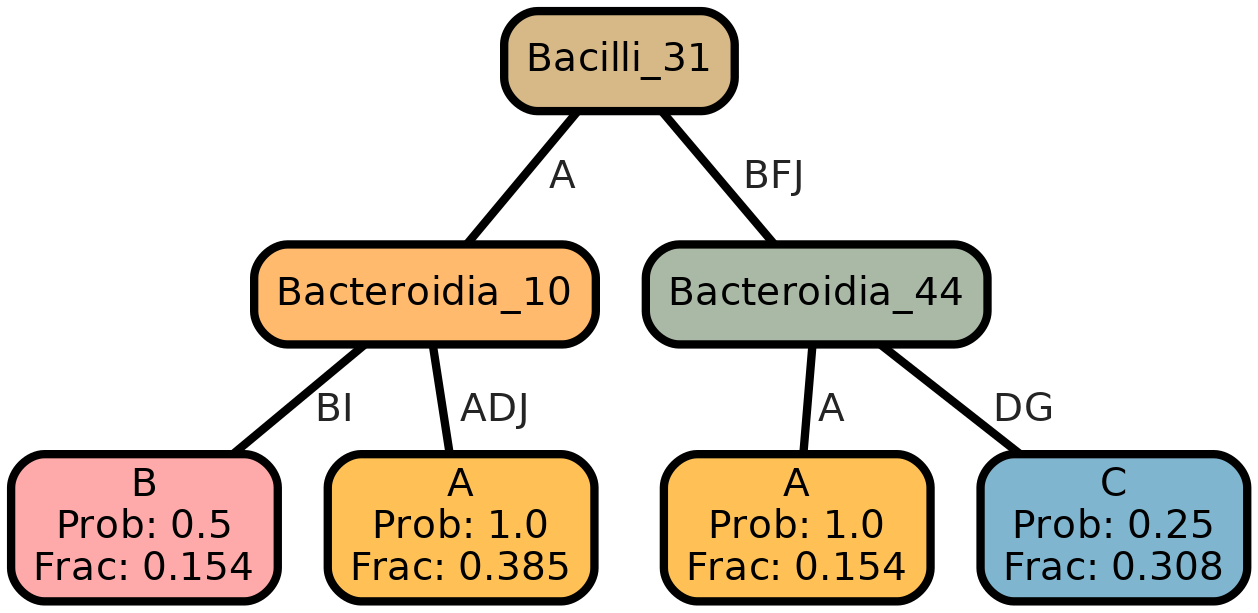 Bacilli_31
A
BFJ
Bacteroidia_10
Bacteroidia_44
BI
ADJ
A
DG
B
Prob: 0.5
Frac: 0.154
A
Prob: 1.0
Frac: 0.385
A
Prob: 1.0
Frac: 0.154
C
Prob: 0.25
Frac: 0.308